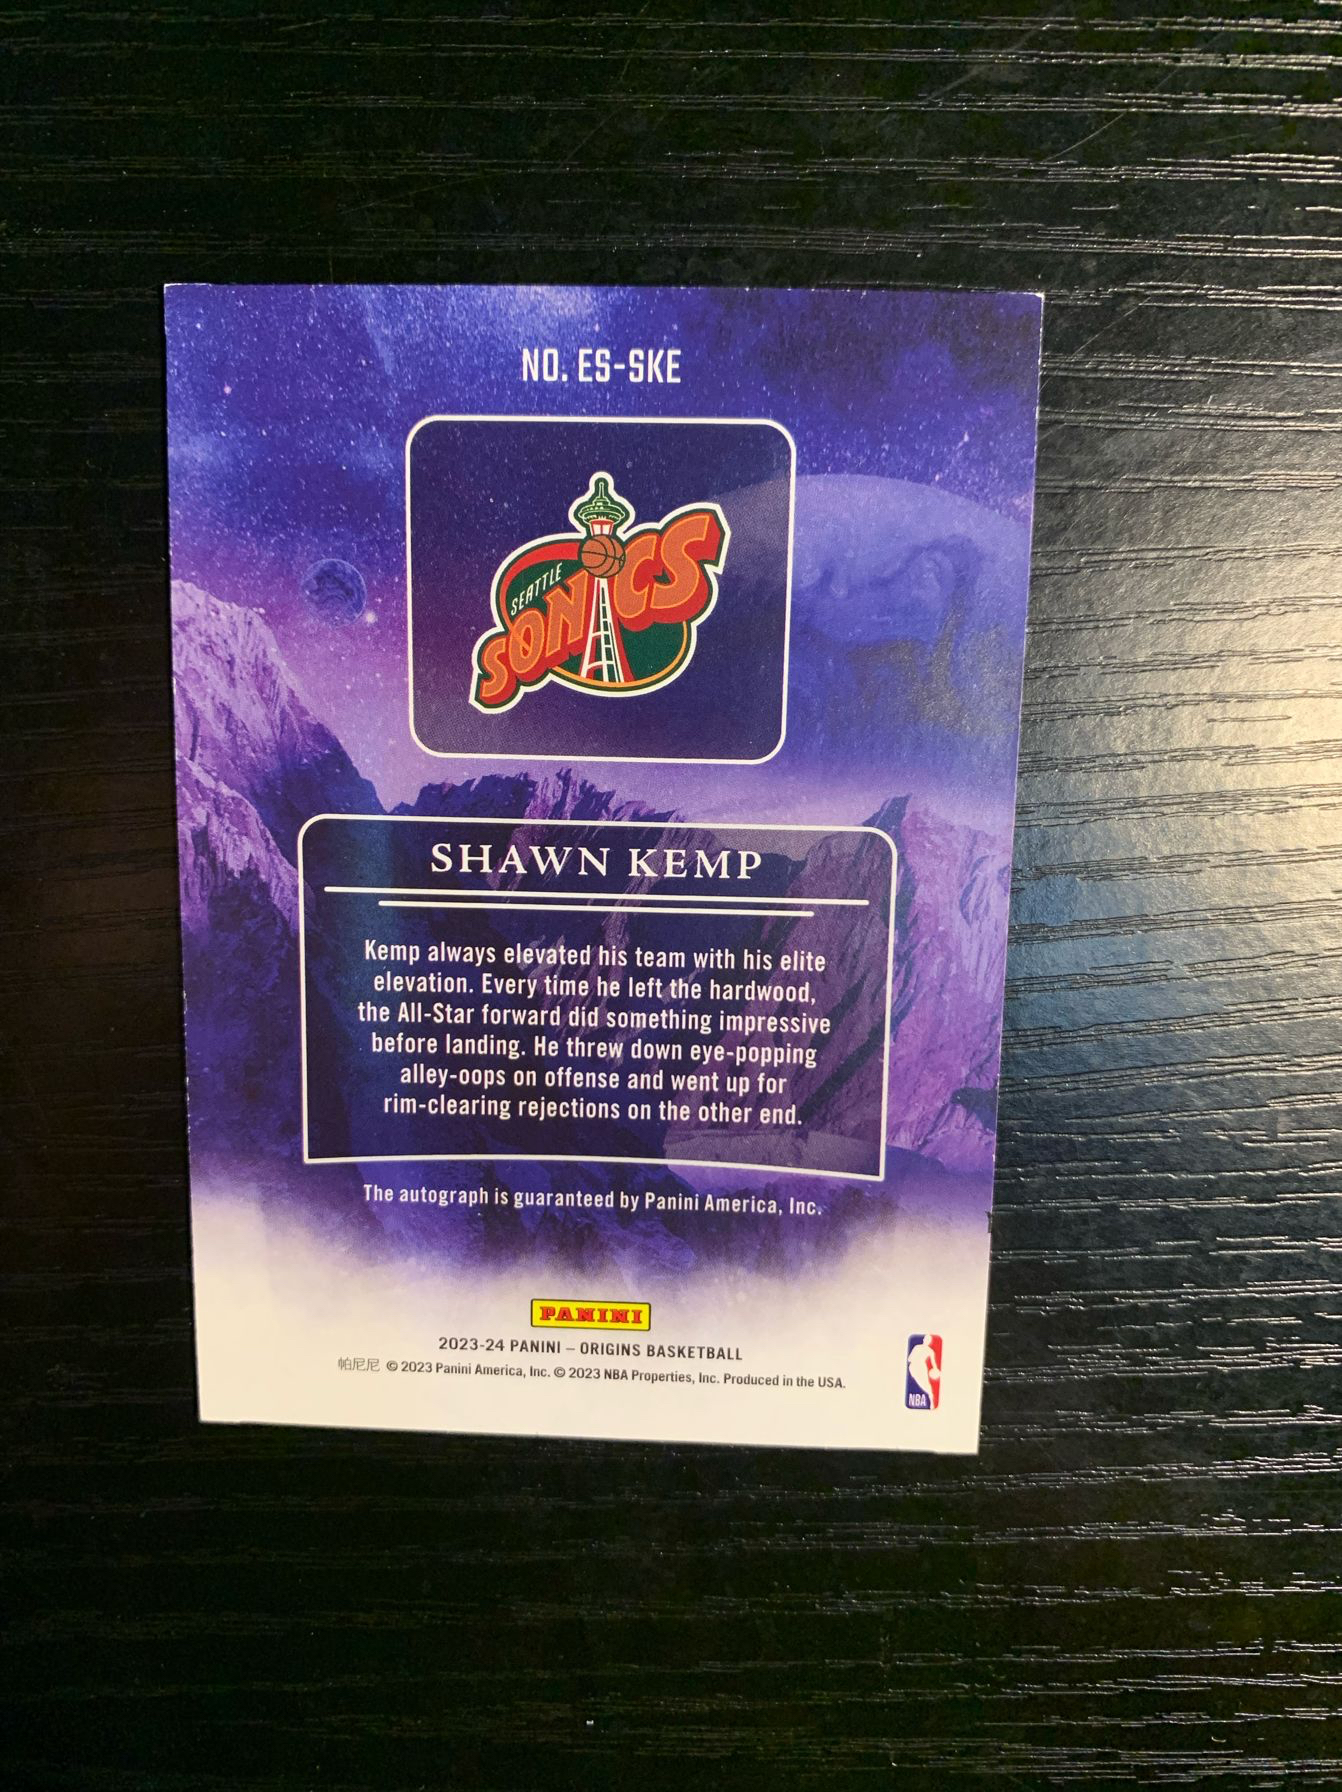 NO. ES-SKE
SEATTLE
SONICS
SHAWN KEMP
Kemp always elevated his team with his elite
elevation. Every time he left the hardwood,
the All-Star forward did something impressive
before landing. He threw down eye-popping
alley-oops on offense and went up for
rim-clearing rejections on the other end.
The autograph is guaranteed by Panini America, Inc.
PANINI
2023-24 PANINI – ORIGINS BASKETBALL
帕尼尼 © 2023 Panini America, Inc. © 2023 NBA Properties, Inc. Produced in the USA.
NBA